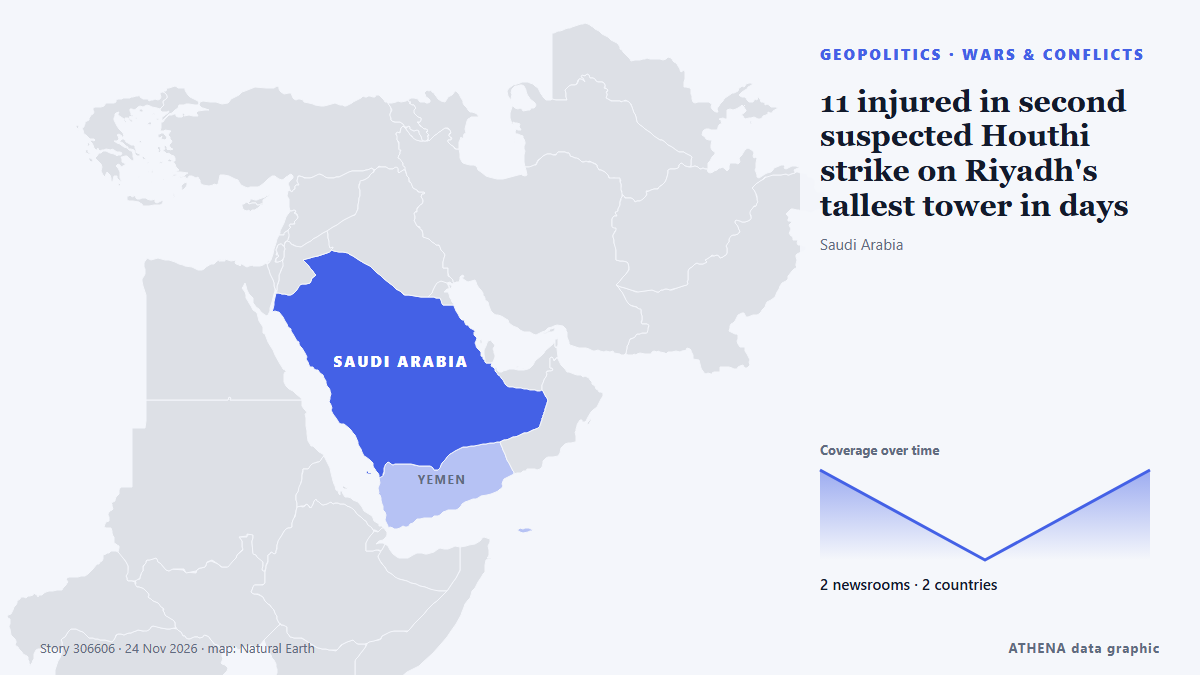 GEOPOLITICS · WARS & CONFLICTS
11 injured in second
suspected Houthi
strike on Riyadh's
tallest tower in days
Saudi Arabia
SAUDI ARABIA
YEMEN
Coverage over time
2 newsrooms · 2 countries
Story 306606 · 24 Nov 2026 · map: Natural Earth
ATHENA data graphic